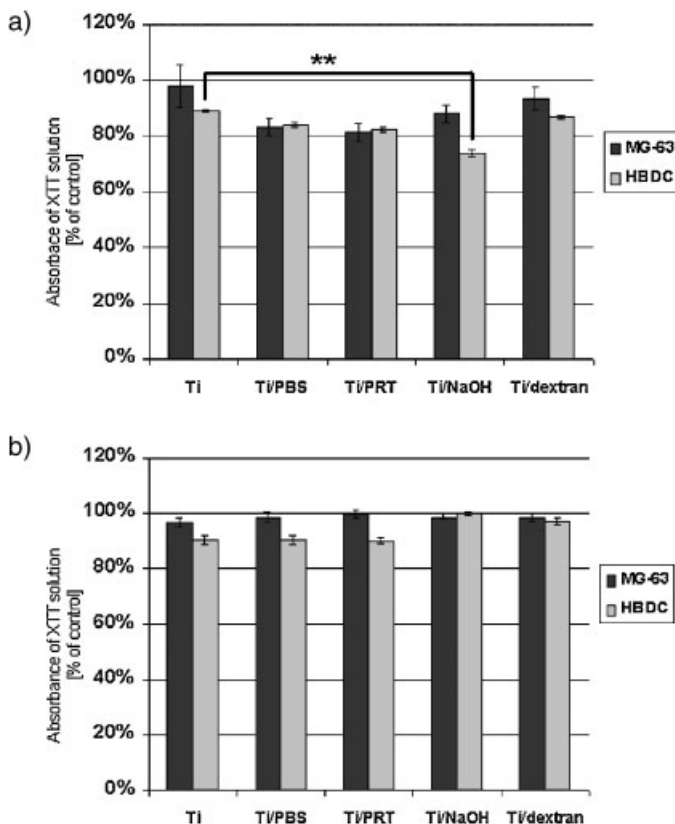 a)
120%
100%
80%
60%
40%
20%
0%
Absorbace of XTT solution
[% of control]
**
MG-63
HBDC
Ti Ti/PBS Ti/PRT Ti/NaOH Ti/dextran
b)
120%
100%
80%
60%
40%
20%
0%
Absorbance of XTT solution
[% of control]
MG-63
HBDC
Ti Ti/PBS Ti/PRT Ti/NaOH Ti/dextran